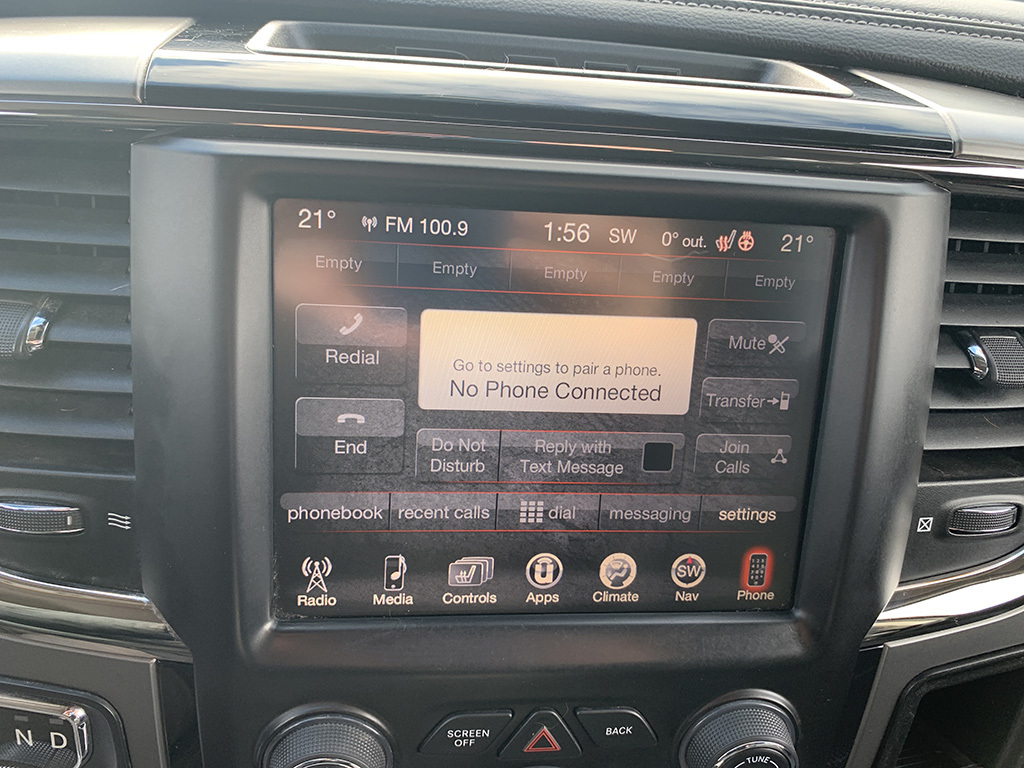 21° FM 100.9 1:56 SW 0° out. 21°
Empty Empty Empty Empty Empty
Redial
Go to settings to pair a phone.
No Phone Connected
Mute
Transfer
End
Do Not
Disturb
Reply with
Text Message
Join
Calls
phonebook recent calls dial messaging settings
Radio Media Controls Apps Climate SW Nav Phone
N D
SCREEN
OFF
BACK
TUNE